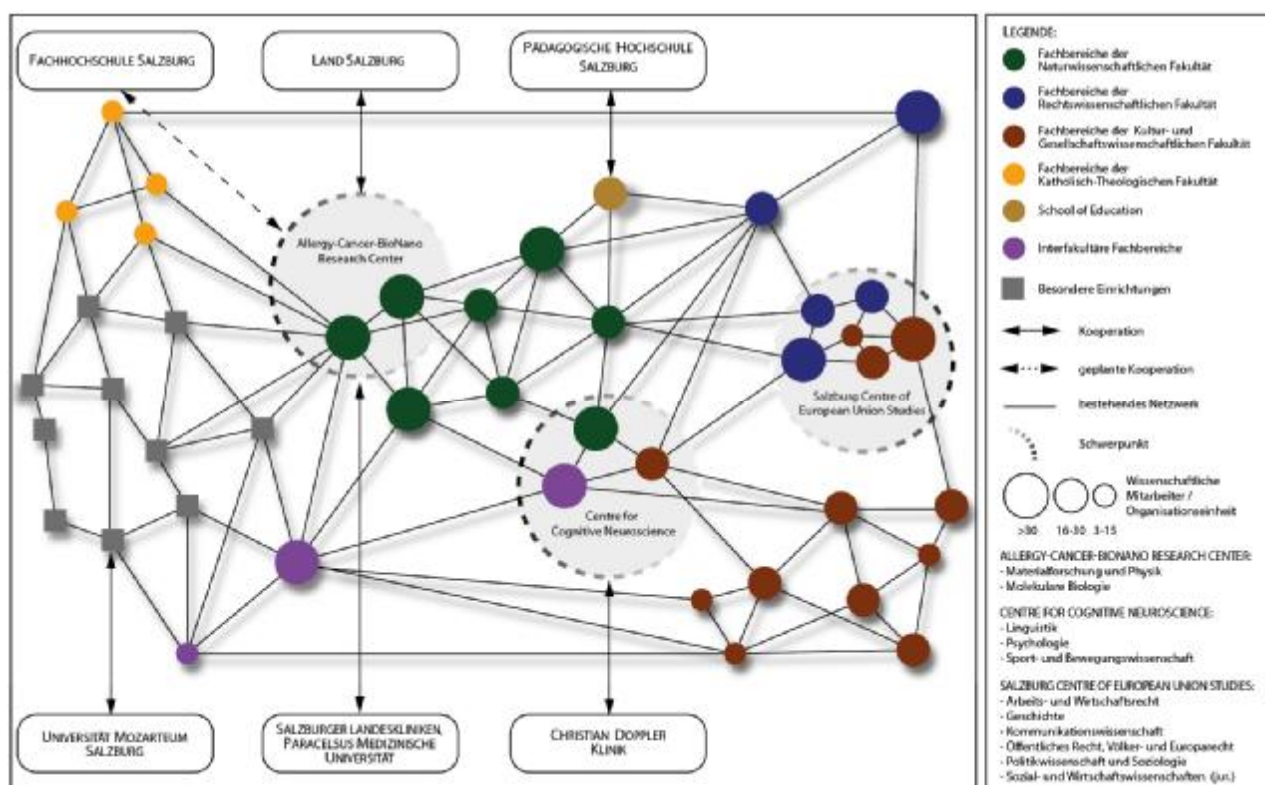 FACHHOCHSCHULE SALZBURG
LAND SALZBURG
PÄDAGOGISCHE HOCHSCHULE
SALZBURG
Allergy-Cancer-BioNano
Research Center
Salzburg Centre of
European Union Studies
Centre for
Cognitive Neuroscience
UNIVERSITÄT MOZARTEUM
SALZBURG
SALZBURGER LANDESKLINIKEN,
PARACELSUS MEDIZINISCHE
UNIVERSITÄT
CHRISTIAN DOPPLER
KLINIK
LEGENDE:
Fachbereiche der
Naturwissenschaftlichen Fakultät
Fachbereiche der
Rechtswissenschaftlichen Fakultät
Fachbereiche der Kultur- und
Gesellschaftswissenschaftlichen Fakultät
Fachbereiche der
Katholisch-Theologischen Fakultät
School of Education
Interfakultäre Fachbereiche
Besondere Einrichtungen
Kooperation
geplante Kooperation
bestehendes Netzwerk
Schwerpunkt
Wissenschaftliche
Mitarbeiter /
Organisationseinheit
>30 16-30 3-15
ALLERGY-CANCER-BIONANO RESEARCH CENTER:
- Materialforschung und Physik
- Molekulare Biologie
CENTRE FOR COGNITIVE NEUROSCIENCE:
- Linguistik
- Psychologie
- Sport- und Bewegungswissenschaft
SALZBURG CENTRE OF EUROPEAN UNION STUDIES:
- Arbeits- und Wirtschaftsrecht
- Geschichte
- Kommunikationswissenschaft
- Öffentliches Recht, Völker- und Europarecht
- Politikwissenschaft und Soziologie
- Sozial- und Wirtschaftswissenschaften (jur.)